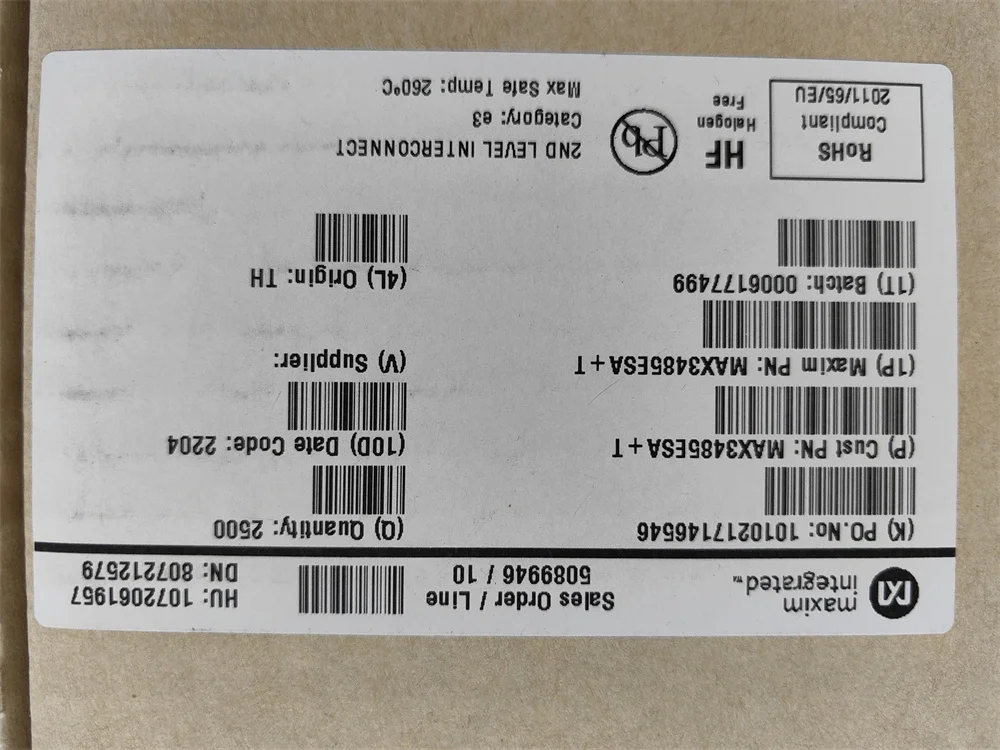 maxim
integrated™
Sales Order / Line
5089946 / 10
HU: 1072061957
DN: 807212579
(K) PO.No: 1010217146546
(Q) Quantity: 2500
(P) Cust PN: MAX3485ESA+T
(10D) Date Code: 2204
(1P) Maxim PN: MAX3485ESA+T
(V) Supplier:
(1T) Batch: 0006177499
(4L) Origin: TH
RoHS
Compliant
2011/65/EU
HF
Halogen
Free
Pb
2ND LEVEL INTERCONNECT
Category: e3
Max Safe Temp: 260°C